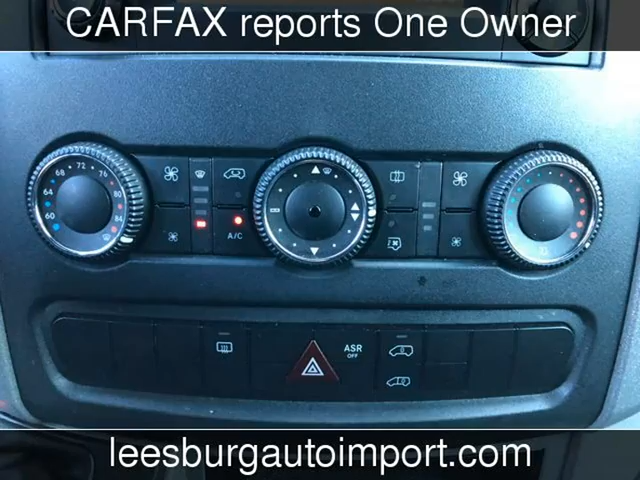 CARFAX reports One Owner
68 72 76
64 80
60 84
A/C
ASR
OFF
leesburgautoimport.com